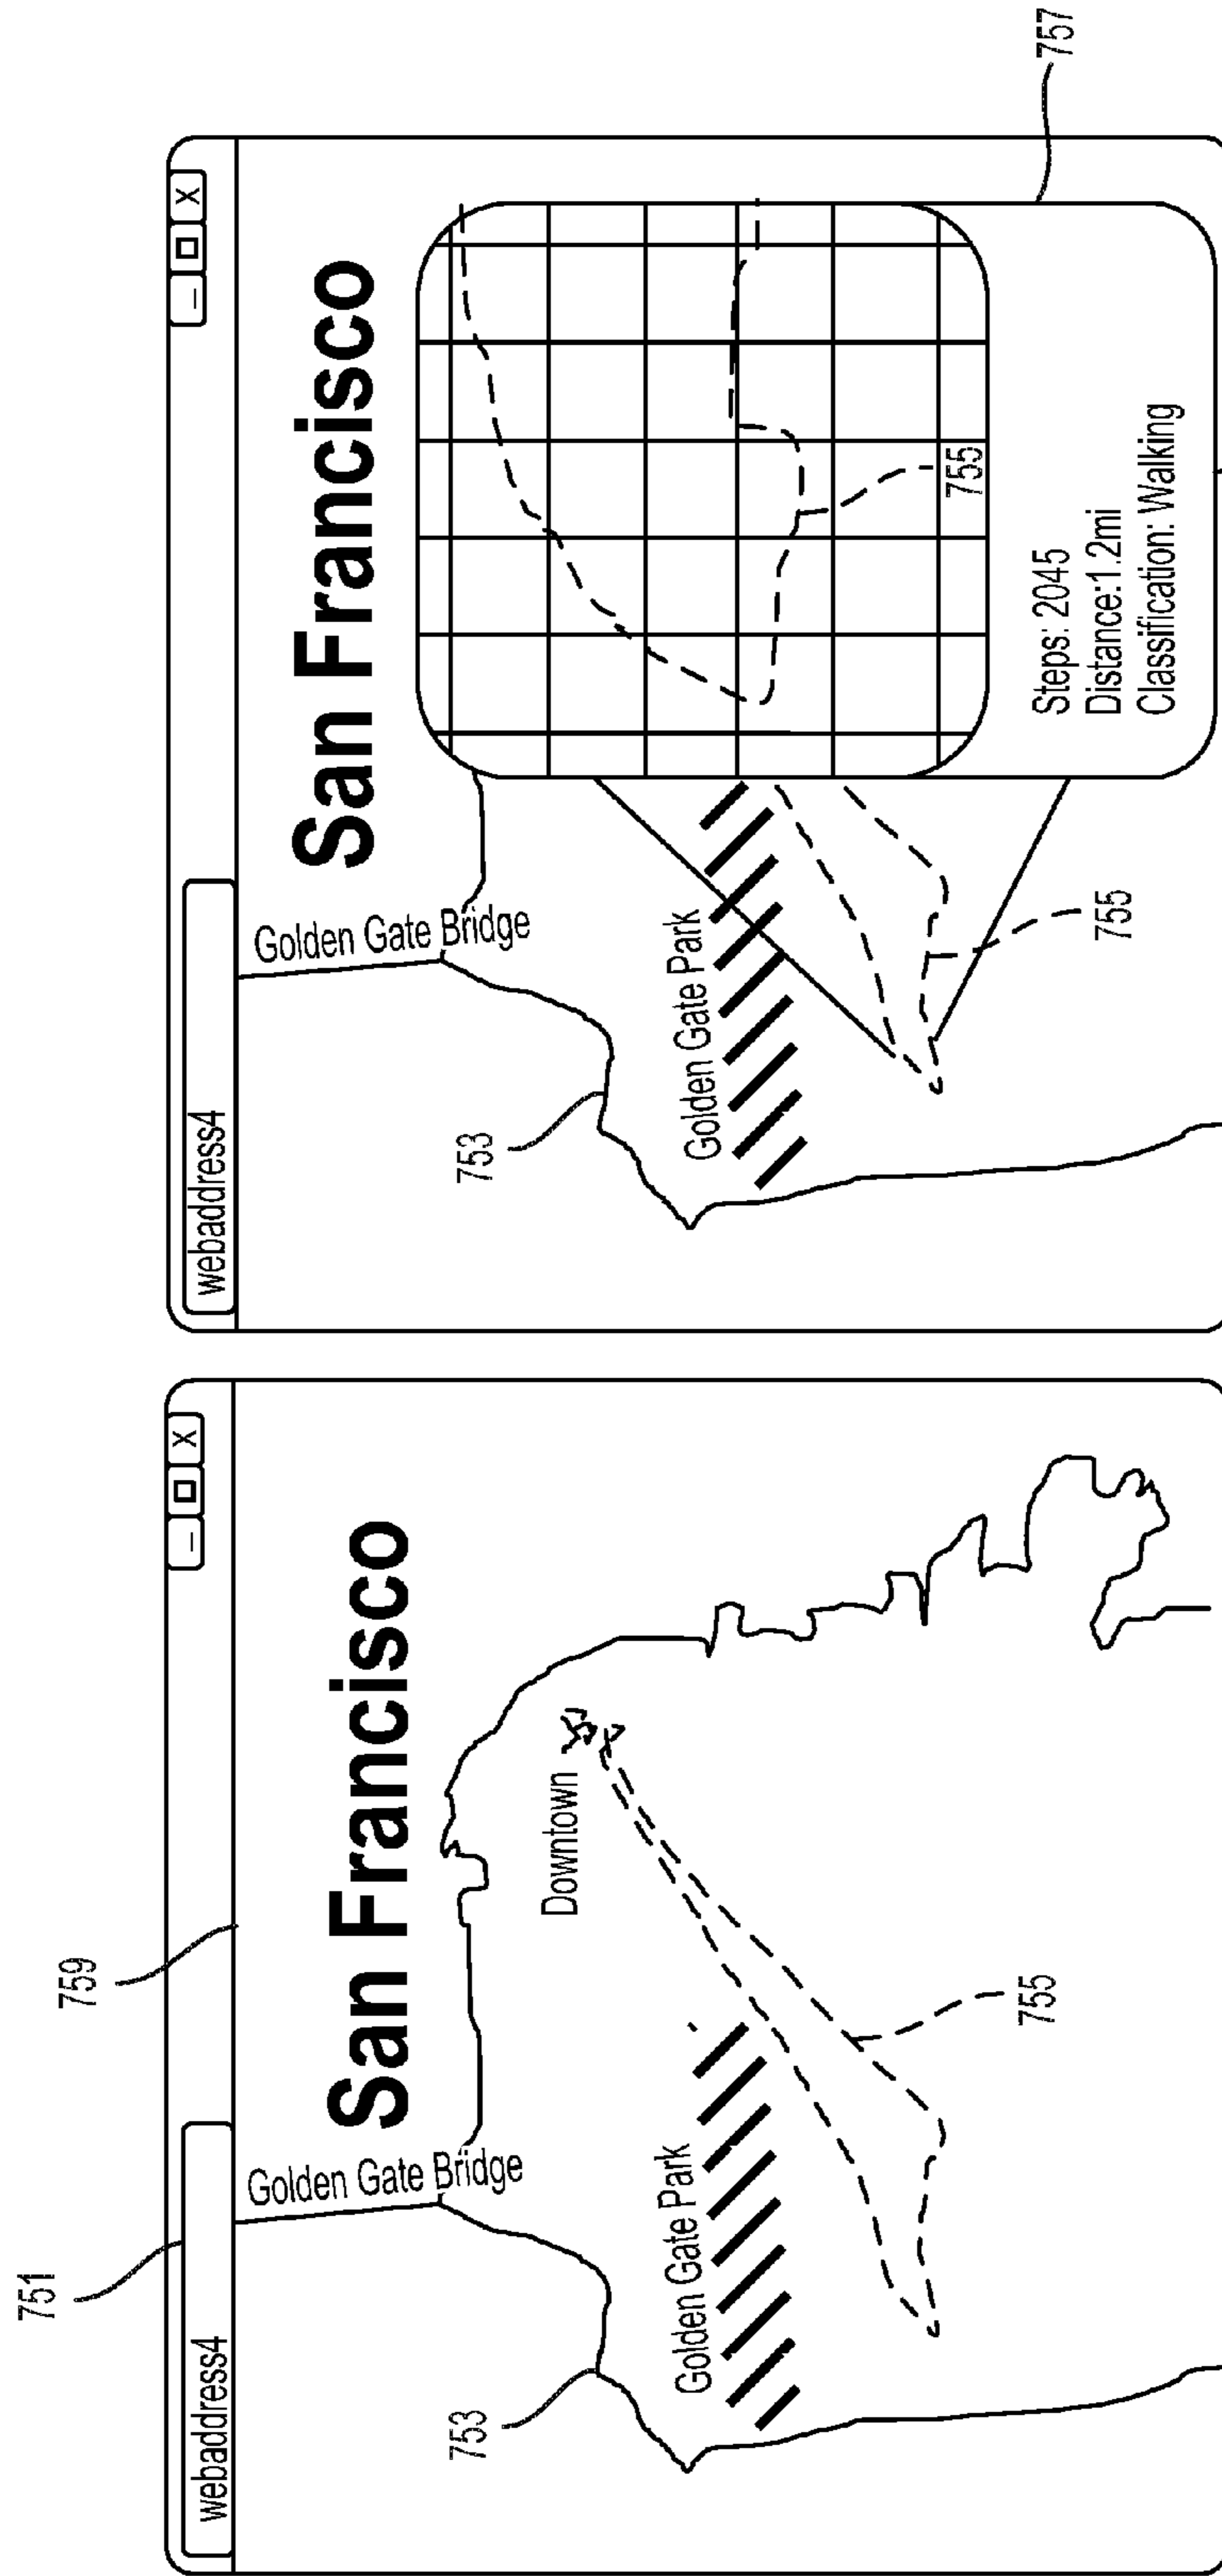 751
759
webaddress4
_
X
San Francisco
Golden Gate Bridge
753
Downtown
Golden Gate Park
755
webaddress4
_
X
San Francisco
Golden Gate Bridge
753
Golden Gate Park
755
755
Steps: 2045
Distance:1.2mi
Classification: Walking
757